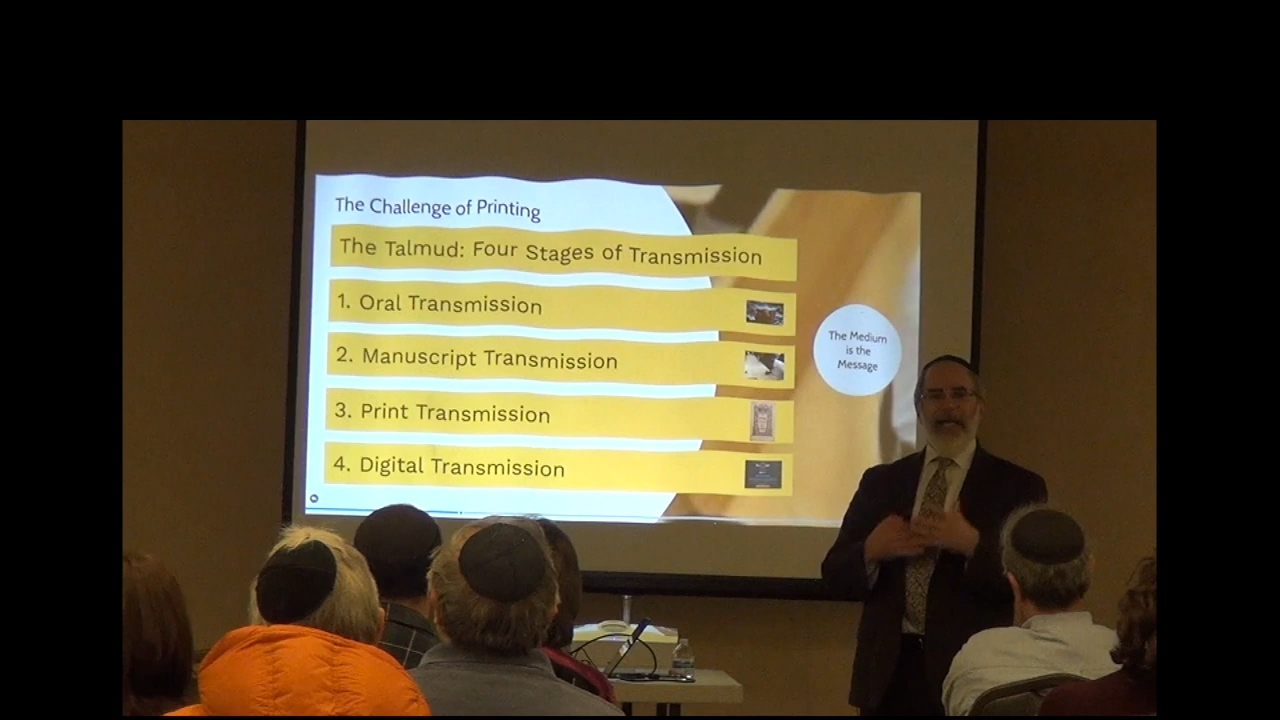 The Challenge of Printing
The Talmud: Four Stages of Transmission
1. Oral Transmission
2. Manuscript Transmission
3. Print Transmission
4. Digital Transmission
The Medium
is the
Message